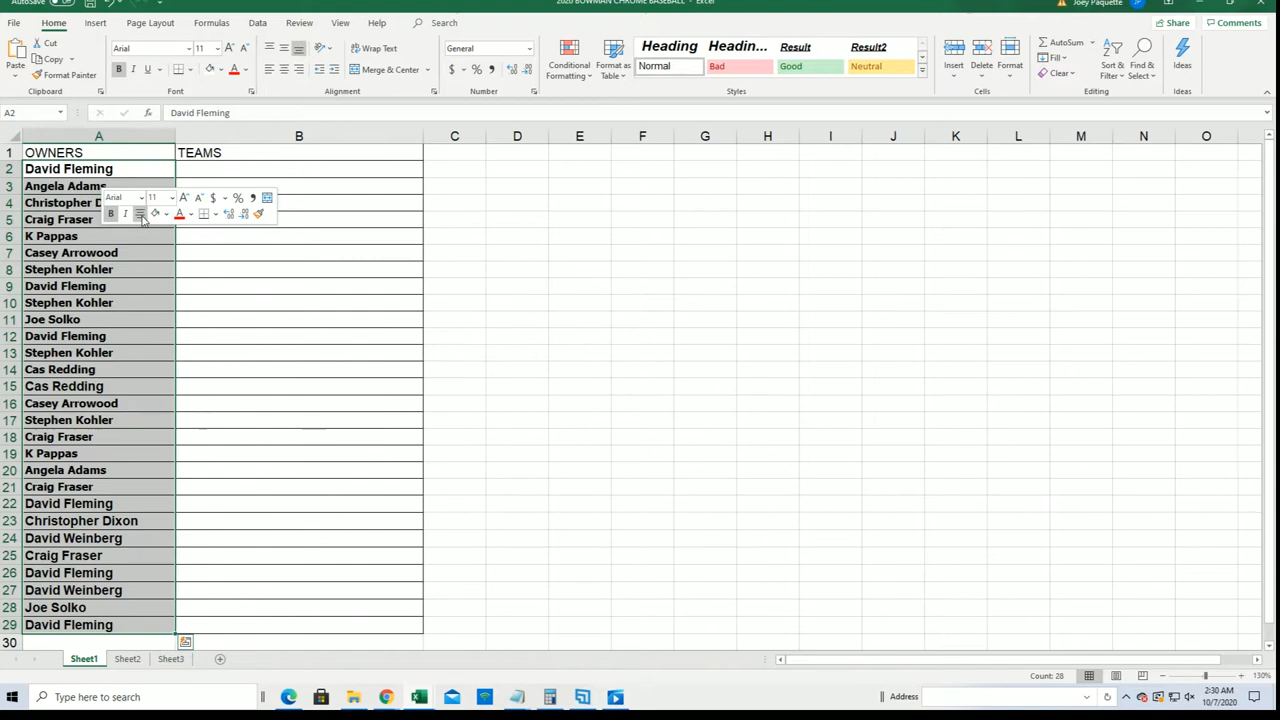 AutoSave
2020 BOWMAN CHROME BASEBALL - Excel
Joey Paquette
JP
File Home Insert Page Layout Formulas Data Review View Help Search
Share Comments
Paste
Cut
Copy
Format Painter
Arial 11
B I U
Wrap Text
Merge & Center
General
$ % ,
Conditional Formatting
Format as Table
Heading Headin... Result Result2
Normal Bad Good Neutral
Insert Delete Format
AutoSum
Fill
Clear
Sort & Filter
Find & Select
Ideas
Clipboard Font Alignment Number Styles Cells Editing Ideas
A2
David Fleming
A B C D E F G H I J K L M N O
1 OWNERS TEAMS
2 David Fleming
3 Angela Adams
4 Christopher D
5 Craig Fraser
6 K Pappas
7 Casey Arrowood
8 Stephen Kohler
9 David Fleming
10 Stephen Kohler
11 Joe Solko
12 David Fleming
13 Stephen Kohler
14 Cas Redding
15 Cas Redding
16 Casey Arrowood
17 Stephen Kohler
18 Craig Fraser
19 K Pappas
20 Angela Adams
21 Craig Fraser
22 David Fleming
23 Christopher Dixon
24 David Weinberg
25 Craig Fraser
26 David Fleming
27 David Weinberg
28 Joe Solko
29 David Fleming
30
Arial 11 A A $ % ,
B I A
Sheet1 Sheet2 Sheet3
Count: 28
130%
Type here to search
Address
2:30 AM
10/7/2020